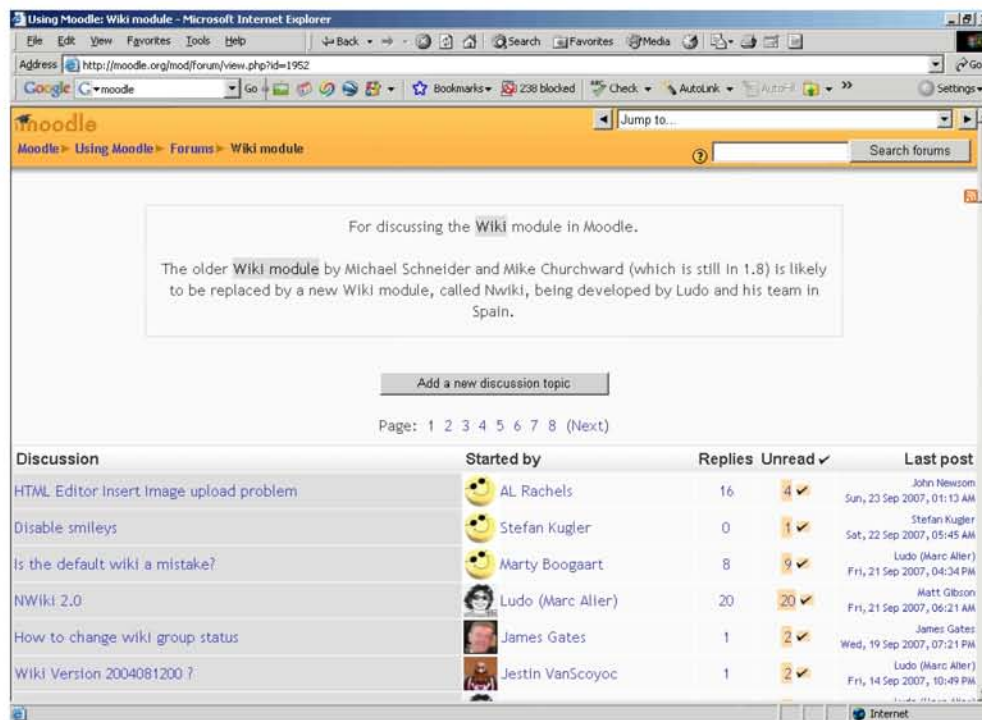 Using Moodle: Wiki module - Microsoft Internet Explorer
File Edit View Favorites Tools Help
Back Search Favorites Media
Address http://moodle.org/mod/forum/view.php?id=1952 Go
Google moodle Go Bookmarks 238 blocked Check AutoLink AutoFill Settings
moodle
Jump to...
Moodle Using Moodle Forums Wiki module
Search forums
For discussing the Wiki module in Moodle.
The older Wiki module by Michael Schneider and Mike Churchward (which is still in 1.8) is likely
to be replaced by a new Wiki module, called Nwiki, being developed by Ludo and his team in
Spain.
Add a new discussion topic
Page: 1 2 3 4 5 6 7 8 (Next)
Discussion Started by Replies Unread ✓ Last post
HTML Editor Insert Image upload problem AL Rachels 16 4 ✓ John Newsom
Sun, 23 Sep 2007, 01:13 AM
Disable smileys Stefan Kugler 0 1 ✓ Stefan Kugler
Sat, 22 Sep 2007, 05:45 AM
Is the default wiki a mistake? Marty Boogaart 8 9 ✓ Ludo (Marc Alier)
Fri, 21 Sep 2007, 04:34 PM
NWiki 2.0 Ludo (Marc Alier) 20 20 ✓ Matt Gibson
Fri, 21 Sep 2007, 06:21 AM
How to change wiki group status James Gates 1 2 ✓ James Gates
Wed, 19 Sep 2007, 07:21 PM
Wiki Version 2004081200 ? Jestin VanScoyoc 1 2 ✓ Ludo (Marc Alier)
Fri, 14 Sep 2007, 10:49 PM
Internet